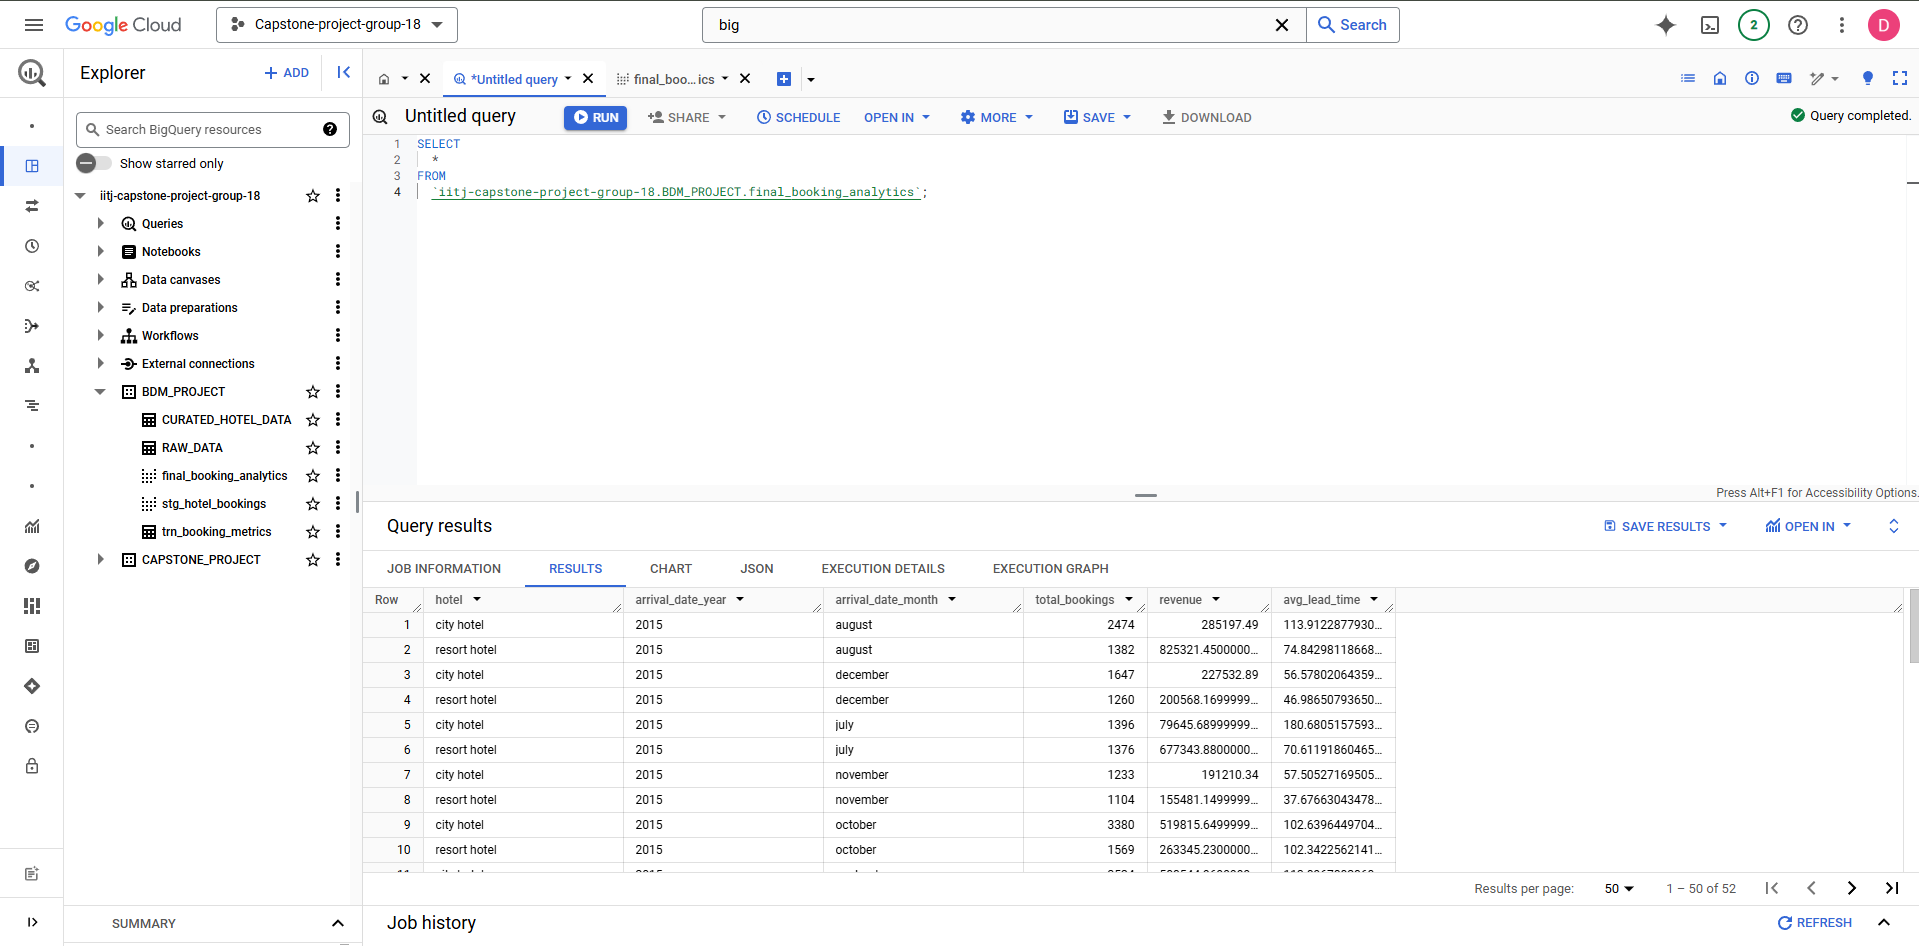 Google Cloud
Capstone-project-group-18
big
Search
2
D
Explorer
ADD
*Untitled query
final_boo...ics
Search BigQuery resources
Show starred only
Untitled query
RUN
SHARE
SCHEDULE
OPEN IN
MORE
SAVE
DOWNLOAD
Query completed.
1 SELECT
2 *
3 FROM
4 `iitj-capstone-project-group-18.BDM_PROJECT.final_booking_analytics`;
iitj-capstone-project-group-18
Queries
Notebooks
Data canvases
Data preparations
Workflows
External connections
BDM_PROJECT
CURATED_HOTEL_DATA
RAW_DATA
final_booking_analytics
stg_hotel_bookings
trn_booking_metrics
CAPSTONE_PROJECT
SUMMARY
Press Alt+F1 for Accessibility Options.
Query results
SAVE RESULTS
OPEN IN
JOB INFORMATION RESULTS CHART JSON EXECUTION DETAILS EXECUTION GRAPH
Row hotel arrival_date_year arrival_date_month total_bookings revenue avg_lead_time
1 city hotel 2015 august 2474 285197.49 113.9122877930...
2 resort hotel 2015 august 1382 825321.4500000... 74.84298118668...
3 city hotel 2015 december 1647 227532.89 56.57802064359...
4 resort hotel 2015 december 1260 200568.1699999... 46.98650793650...
5 city hotel 2015 july 1396 79645.68999999... 180.6805157593...
6 resort hotel 2015 july 1376 677343.8800000... 70.61191860465...
7 city hotel 2015 november 1233 191210.34 57.50527169505...
8 resort hotel 2015 november 1104 155481.1499999... 37.67663043478...
9 city hotel 2015 october 3380 519815.6499999... 102.6396449704...
10 resort hotel 2015 october 1569 263345.2300000... 102.3422562141...
Results per page: 50 1 – 50 of 52
Job history
REFRESH